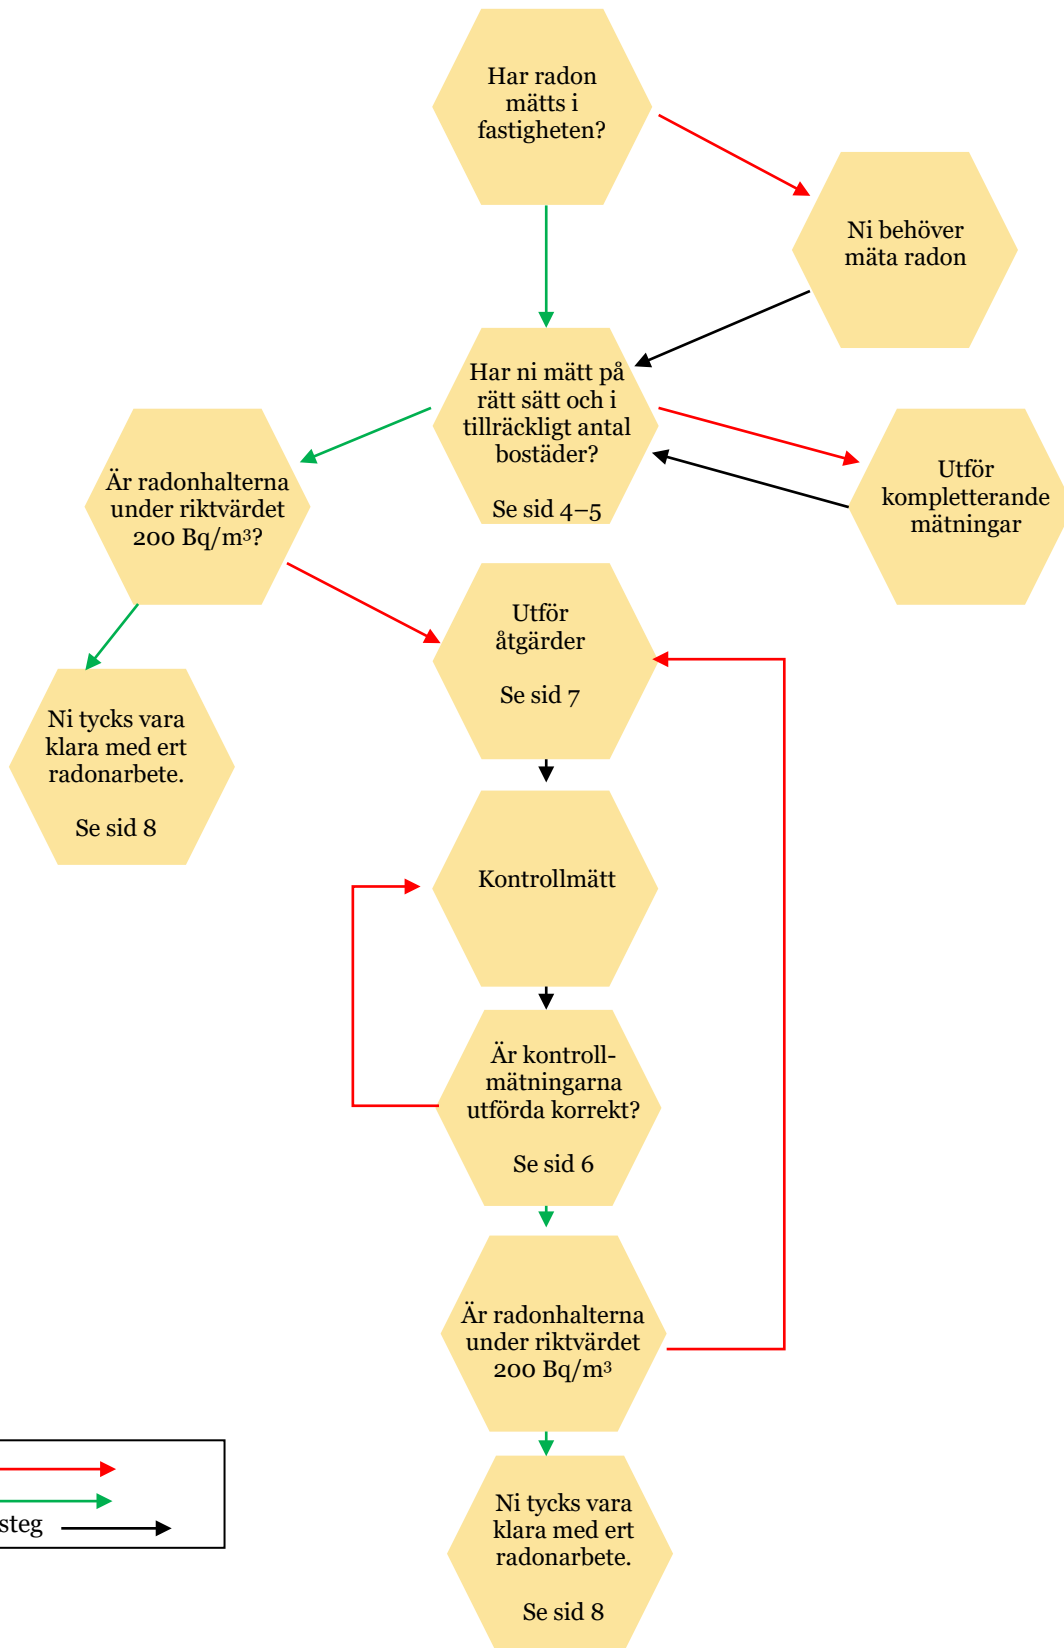 Har radon
mätts i
fastigheten?
Ni behöver
mäta radon
Har ni mätt på
rätt sätt och i
tillräckligt antal
bostäder?
Se sid 4–5
Utför
kompletterande
mätningar
Är radonhalterna
under riktvärdet
200 Bq/m³?
Utför
åtgärder
Se sid 7
Ni tycks vara
klara med ert
radonarbete.
Se sid 8
Kontrollmätt
Är kontroll-
mätningarna
utförda korrekt?
Se sid 6
Är radonhalterna
under riktvärdet
200 Bq/m³
steg
Ni tycks vara
klara med ert
radonarbete.
Se sid 8